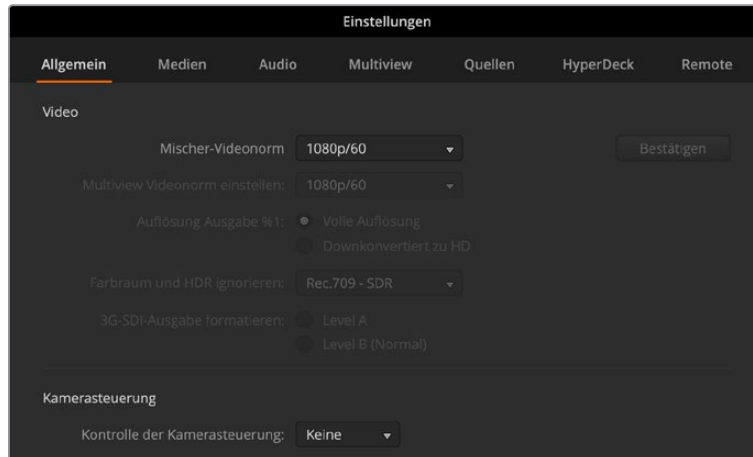 Einstellungen
Allgemein Medien Audio Multiview Quellen HyperDeck Remote
Video
Mischer-Videonorm 1080p/60 Bestätigen
Multiview Videonorm einstellen: 1080p/60
Auflösung Ausgabe %1: Volle Auflösung
Downkonvertiert zu HD
Farbraum und HDR ignorieren: Rec.709 - SDR
3G-SDI-Ausgabe formatieren: Level A
Level B (Normal)
Kamerasteuerung
Kontrolle der Kamerasteuerung: Keine